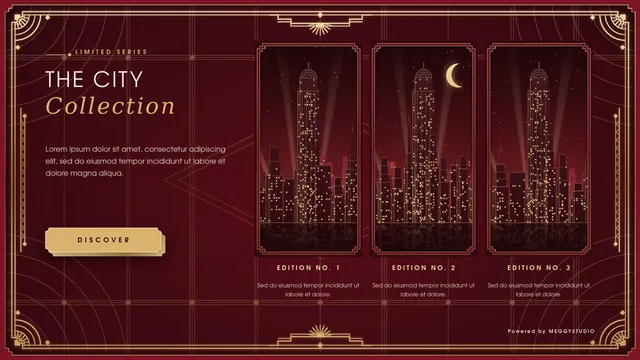 LIMITED SERIES
THE CITY
Collection
Lorem ipsum dolor sit amet, consectetur adipiscing
elit, sed do eiusmod tempor incididunt ut labore et
dolore magna aliqua.
DISCOVER
EDITION NO. 1
Sed do eiusmod tempor incididunt ut
labore et dolore.
EDITION NO. 2
Sed do eiusmod tempor incididunt ut
labore et dolore.
EDITION NO. 3
Sed do eiusmod tempor incididunt ut
labore et dolore.
Powered by MEGGYSTUDIO